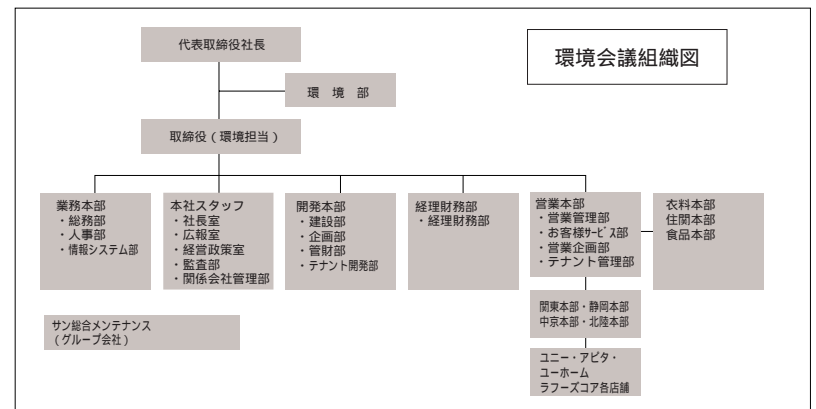 環境会議組織図
代表取締役社長
環 境 部
取締役（環境担当）
業務本部
・総務部
・人事部
・情報システム部
本社スタッフ
・社長室
・広報室
・経営政策室
・監査部
・関係会社管理部
開発本部
・建設部
・企画部
・管財部
・テナント開発部
経理財務部
・経理財務部
営業本部
・営業管理部
・お客様ｻｰﾋﾞｽ部
・営業企画部
・テナント管理部
衣料本部
住関本部
食品本部
関東本部・静岡本部
中京本部・北陸本部
ユニー・アピタ・
ユーホーム
ラフーズコア各店舗
サン総合メンテナンス
（グループ会社）